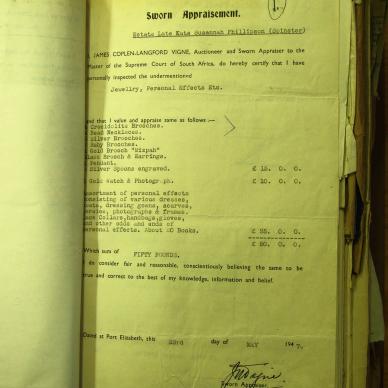 Sworn Appraisement.
Estate Late Kate Susannah Phillipson (Spinster)
JAMES COPLEN-LANGFORD VIGNE, Auctioneer and Sworn Appraiser to the
Master of the Supreme Court of South Africa, do hereby certify that I have
personally inspected the undermentioned
Jewellry, Personal Effects Etc.
and that I value and appraise same as follows :—
Crocidolite Brooches.
Bead Necklaces.
Silver Brooches.
Ruby Brooches.
Gold Brooch "Mizpah"
Black Brooch & Earrings.
Pendant.
Silver Spoons engraved. £ 15. 0. 0.
Gold Watch & Photograph. £ 10. 0. 0.
Assortment of personal effects
consisting of various dresses,
coats, dressing gowns, scarves,
photographs & frames.
Lace Collars, handbags, gloves,
and other odds and ends of
personal effects. About 20 Books. £ 25. 0. 0.
£ 50. 0. 0.
Which sum of FIFTY POUNDS.
do consider fair and reasonable, conscientiously believing the same to be
true and correct to the best of my knowledge, information and belief.
Dated at Port Elizabeth, this 23rd day of MAY 1947.
Sworn Appraiser.